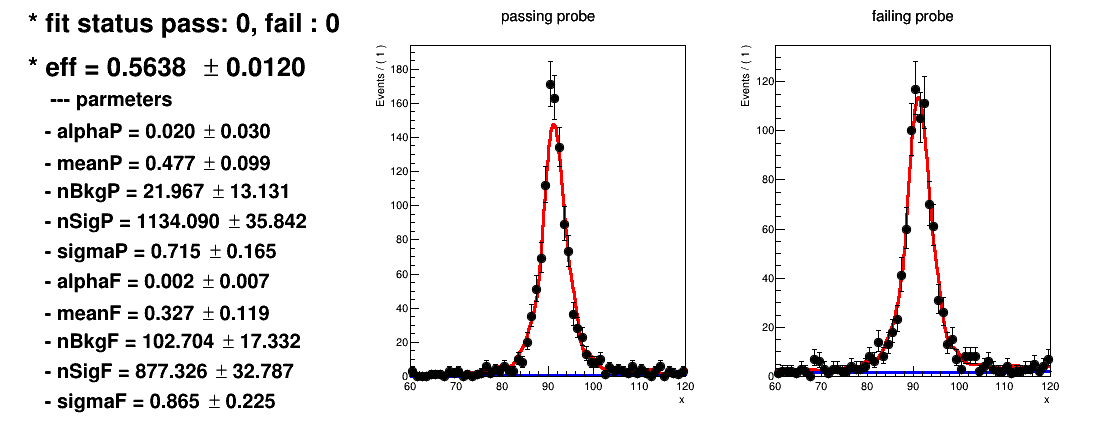 * fit status pass: 0, fail : 0
* eff = 0.5638 ± 0.0120
--- parmeters
- alphaP = 0.020 ± 0.030
- meanP = 0.477 ± 0.099
- nBkgP = 21.967 ± 13.131
- nSigP = 1134.090 ± 35.842
- sigmaP = 0.715 ± 0.165
- alphaF = 0.002 ± 0.007
- meanF = 0.327 ± 0.119
- nBkgF = 102.704 ± 17.332
- nSigF = 877.326 ± 32.787
- sigmaF = 0.865 ± 0.225
passing probe
Events / ( 1 )
180
160
140
120
100
80
60
40
20
0
60 70 80 90 100 110 120
x
failing probe
Events / ( 1 )
120
100
80
60
40
20
0
60 70 80 90 100 110 120
x